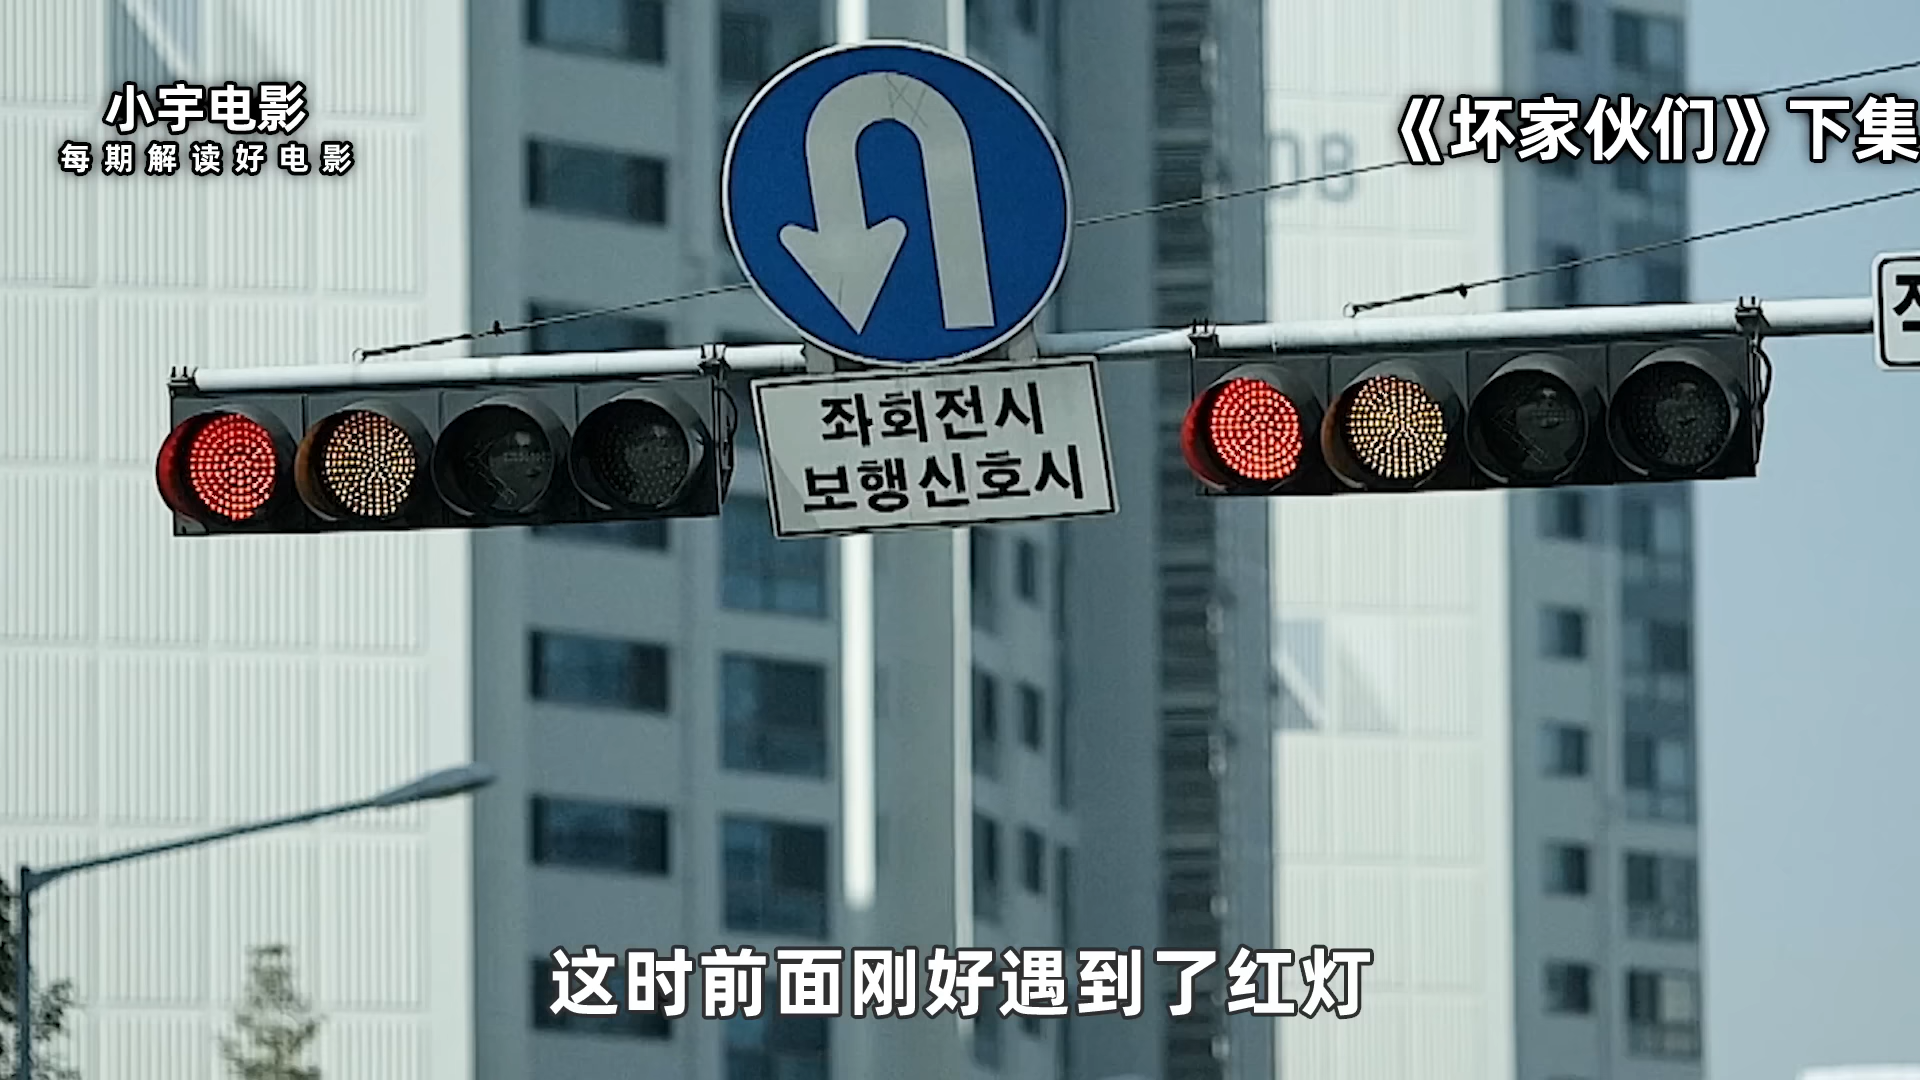 小宇电影
每期解读好电影
《坏家伙们》下集
08
좌회전시
보행신호시
这时前面刚好遇到了红灯